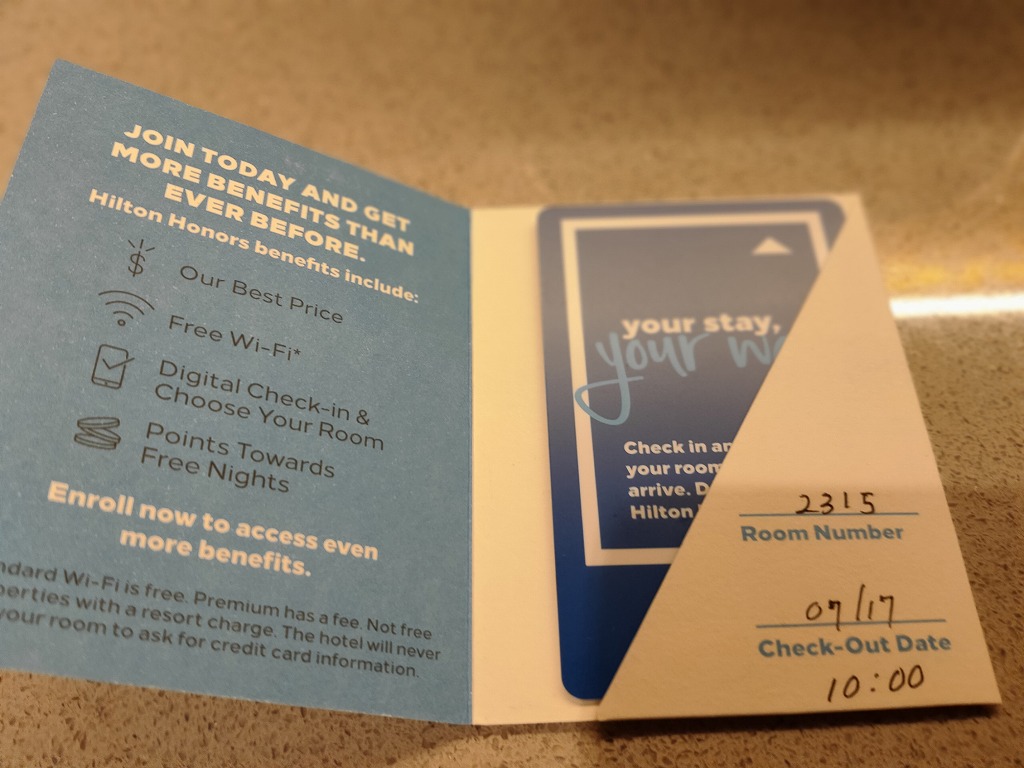 JOIN TODAY AND GET
MORE BENEFITS THAN
EVER BEFORE.
Hilton Honors benefits include:
Our Best Price
Free Wi-Fi*
Digital Check-in &
Choose Your Room
Points Towards
Free Nights
Enroll now to access even
more benefits.
Wi-Fi is free. Premium has a fee. Not free
with a resort charge. The hotel will never
your room to ask for credit card information.
your stay,
your
Check in
your room
arrive.
Hilton
2315
Room Number
07/17
Check-Out Date
10:00